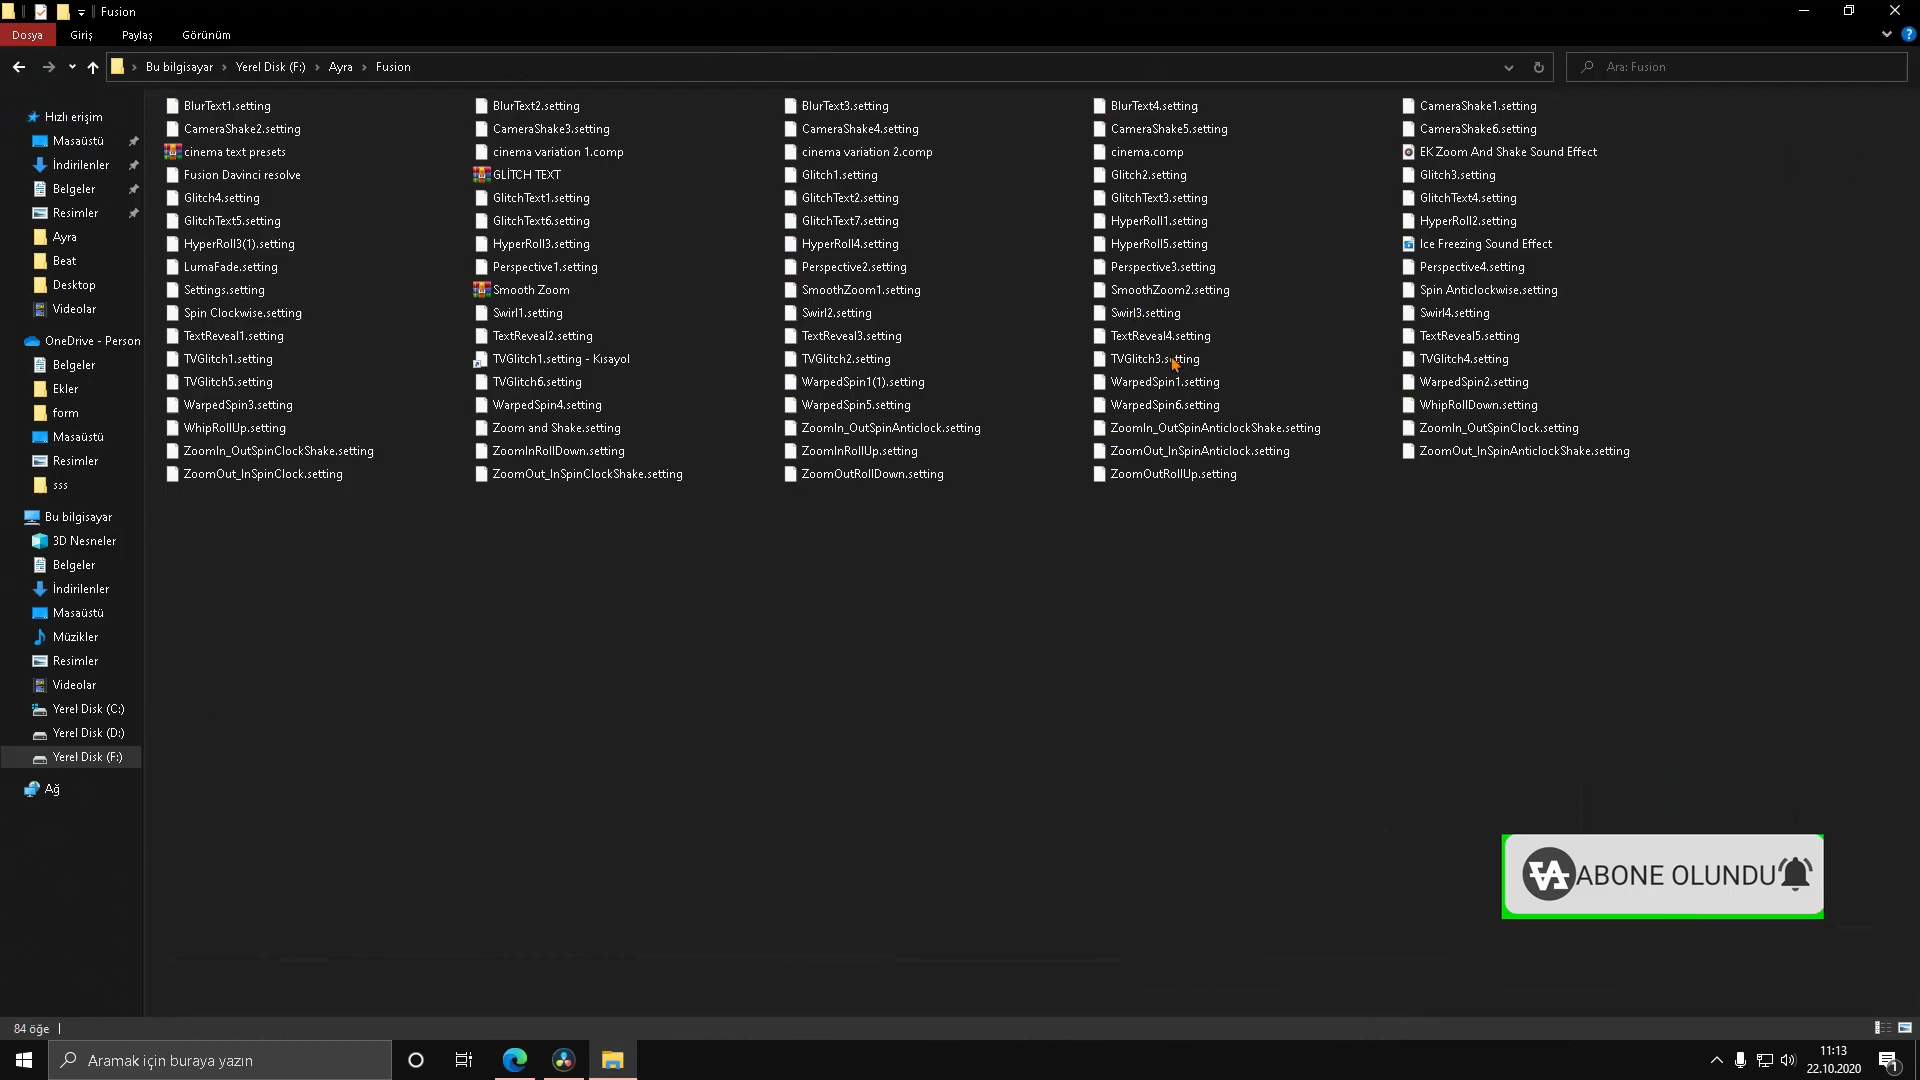 Fusion
Dosya Giriş Paylaş Görünüm
Bu bilgisayar Yerel Disk (F:) Ayra Fusion
Ara: Fusion
Hızlı erişim
Masaüstü
İndirilenler
Belgeler
Resimler
Ayra
Beat
Desktop
Videolar
OneDrive - Person
Belgeler
Ekler
form
Masaüstü
Resimler
sss
Bu bilgisayar
3D Nesneler
Belgeler
İndirilenler
Masaüstü
Müzikler
Resimler
Videolar
Yerel Disk (C:)
Yerel Disk (D:)
Yerel Disk (F:)
Ağ
BlurText1.setting BlurText2.setting BlurText3.setting BlurText4.setting CameraShake1.setting
CameraShake2.setting CameraShake3.setting CameraShake4.setting CameraShake5.setting CameraShake6.setting
cinema text presets cinema variation 1.comp cinema variation 2.comp cinema.comp EK Zoom And Shake Sound Effect
Fusion Davinci resolve GLİTCH TEXT Glitch1.setting Glitch2.setting Glitch3.setting
Glitch4.setting GlitchText1.setting GlitchText2.setting GlitchText3.setting GlitchText4.setting
GlitchText5.setting GlitchText6.setting GlitchText7.setting HyperRoll1.setting HyperRoll2.setting
HyperRoll3(1).setting HyperRoll3.setting HyperRoll4.setting HyperRoll5.setting Ice Freezing Sound Effect
LumaFade.setting Perspective1.setting Perspective2.setting Perspective3.setting Perspective4.setting
Settings.setting Smooth Zoom SmoothZoom1.setting SmoothZoom2.setting Spin Anticlockwise.setting
Spin Clockwise.setting Swirl1.setting Swirl2.setting Swirl3.setting Swirl4.setting
TextReveal1.setting TextReveal2.setting TextReveal3.setting TextReveal4.setting TextReveal5.setting
TVGlitch1.setting TVGlitch1.setting - Kısayol TVGlitch2.setting TVGlitch3.setting TVGlitch4.setting
TVGlitch5.setting TVGlitch6.setting WarpedSpin1(1).setting WarpedSpin1.setting WarpedSpin2.setting
WarpedSpin3.setting WarpedSpin4.setting WarpedSpin5.setting WarpedSpin6.setting WhipRollDown.setting
WhipRollUp.setting Zoom and Shake.setting ZoomIn_OutSpinAnticlock.setting ZoomIn_OutSpinAnticlockShake.setting ZoomIn_OutSpinClock.setting
ZoomIn_OutSpinClockShake.setting ZoomInRollDown.setting ZoomInRollUp.setting ZoomOut_InSpinAnticlock.setting ZoomOut_InSpinAnticlockShake.setting
ZoomOut_InSpinClock.setting ZoomOut_InSpinClockShake.setting ZoomOutRollDown.setting ZoomOutRollUp.setting
ABONE OLUNDU
84 öğe
Aramak için buraya yazın
11:13
22.10.2020
1